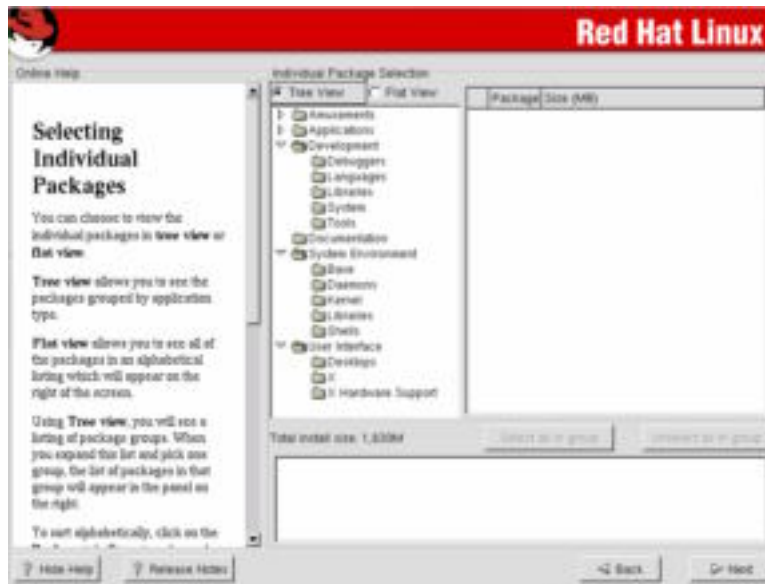 Red Hat Linux
Online Help
Individual Package Selection
Selecting
Individual
Packages
You can choose to view the
individual packages in tree view or
flat view.
Tree view allows you to see the
packages grouped by application
type.
Flat view allows you to see all of
the packages in an alphabetical
listing which will appear on the
right of the screen.
Using Tree view, you will see a
listing of package groups. When
you expand this list and pick one
group, the list of packages in that
group will appear in the panel on
the right.
To sort alphabetically, click on the
Tree View
Flat View
Amusements
Applications
Development
Debuggers
Languages
Libraries
System
Tools
Documentation
System Environment
Base
Daemons
Kernel
Libraries
Shells
User Interface
Desktops
X
X Hardware Support
Package Size (MB)
Total install size:
Select all in group
Unselect all in group
? Hide Help
? Release Notes
Back
Next